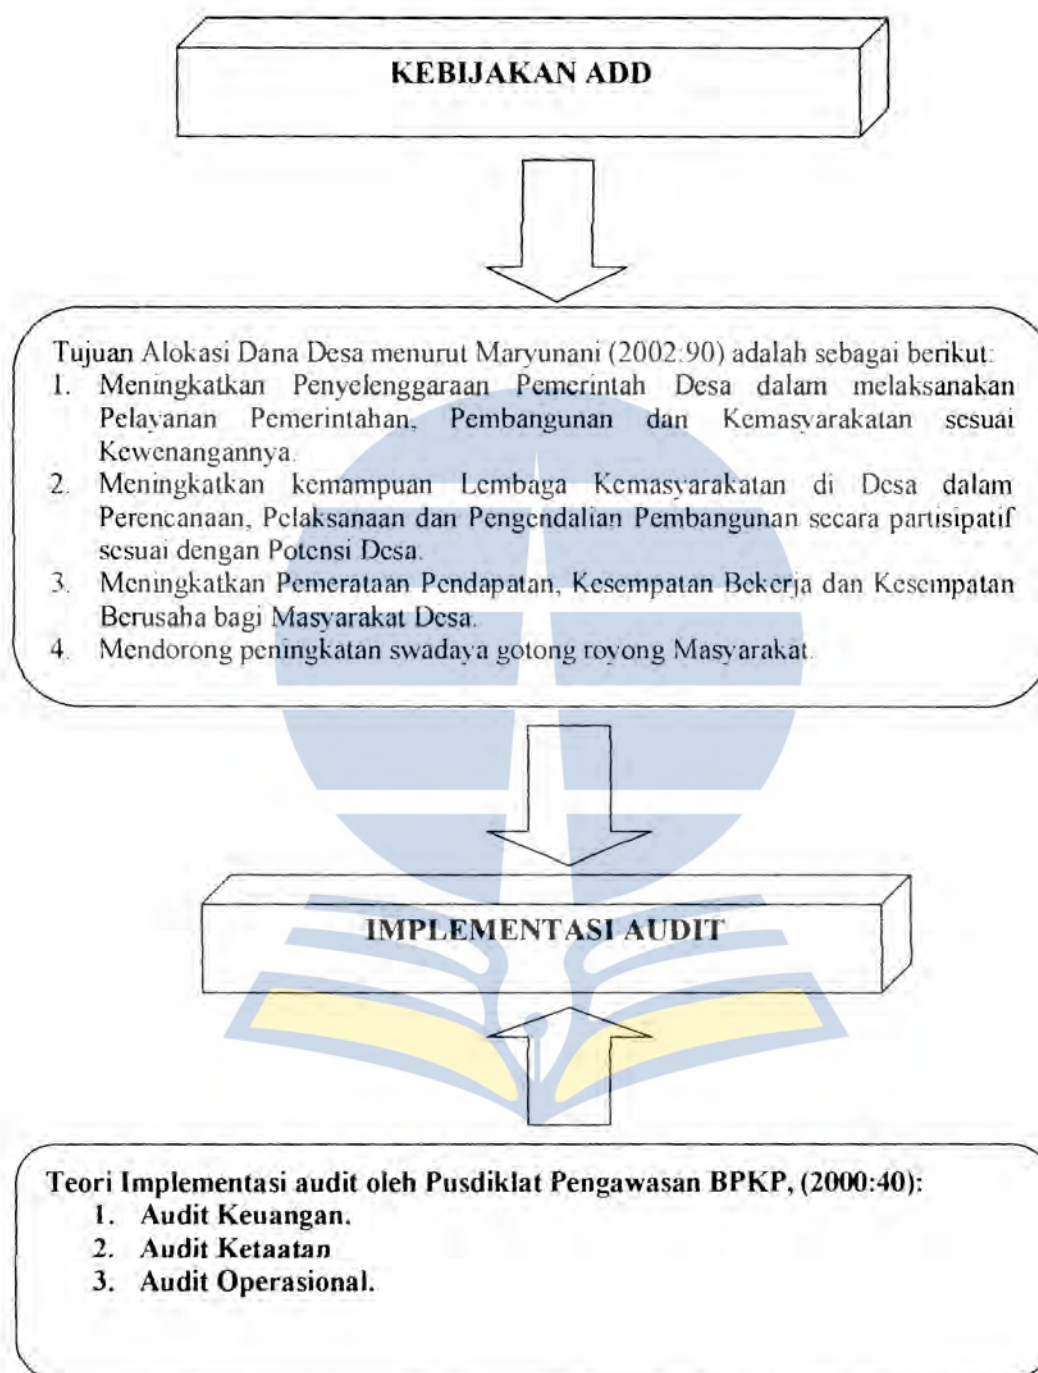 KEBIJAKAN ADD
Tujuan Alokasi Dana Desa menurut Maryunani (2002:90) adalah sebagai berikut:
1. Meningkatkan Penyelenggaraan Pemerintah Desa dalam melaksanakan
Pelayanan Pemerintahan, Pembangunan dan Kemasyarakatan sesuai
Kewenangannya.
2. Meningkatkan kemampuan Lembaga Kemasyarakatan di Desa dalam
Perencanaan, Pelaksanaan dan Pengendalian Pembangunan secara partisipatif
sesuai dengan Potensi Desa.
3. Meningkatkan Pemerataan Pendapatan, Kesempatan Bekerja dan Kesempatan
Berusaha bagi Masyarakat Desa.
4. Mendorong peningkatan swadaya gotong royong Masyarakat.
IMPLEMENTASI AUDIT
Teori Implementasi audit oleh Pusdiklat Pengawasan BPKP, (2000:40):
1. Audit Keuangan.
2. Audit Ketaatan
3. Audit Operasional.